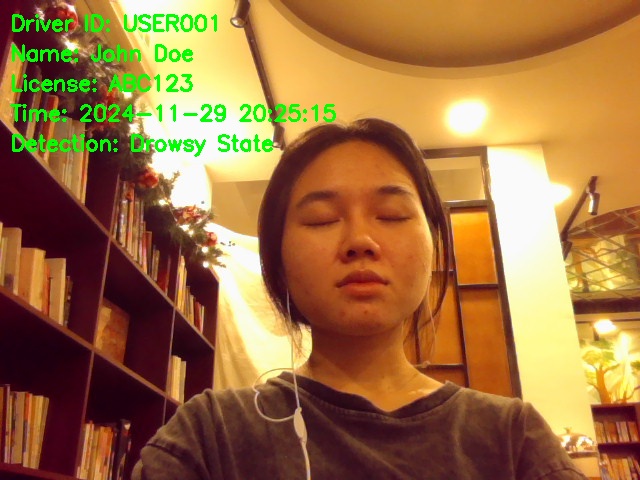 Driver ID: USER001
Name: John Doe
License: ABC123
Time: 2024-11-29 20:25:15
Detection: Drowsy State